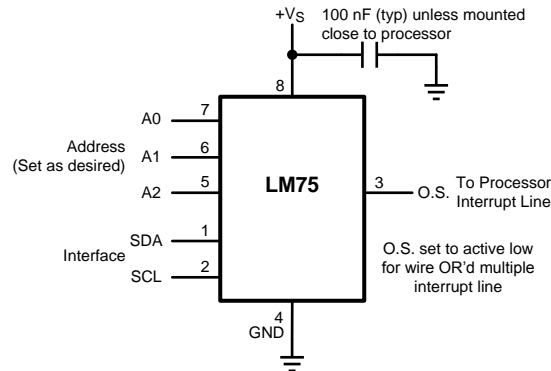 +VS
100 nF (typ) unless mounted
close to processor
8
A0
7
Address
(Set as desired)
A1
6
A2
5
LM75
3
O.S.
To Processor
Interrupt Line
SDA
1
Interface
SCL
2
O.S. set to active low
for wire OR'd multiple
interrupt line
4
GND